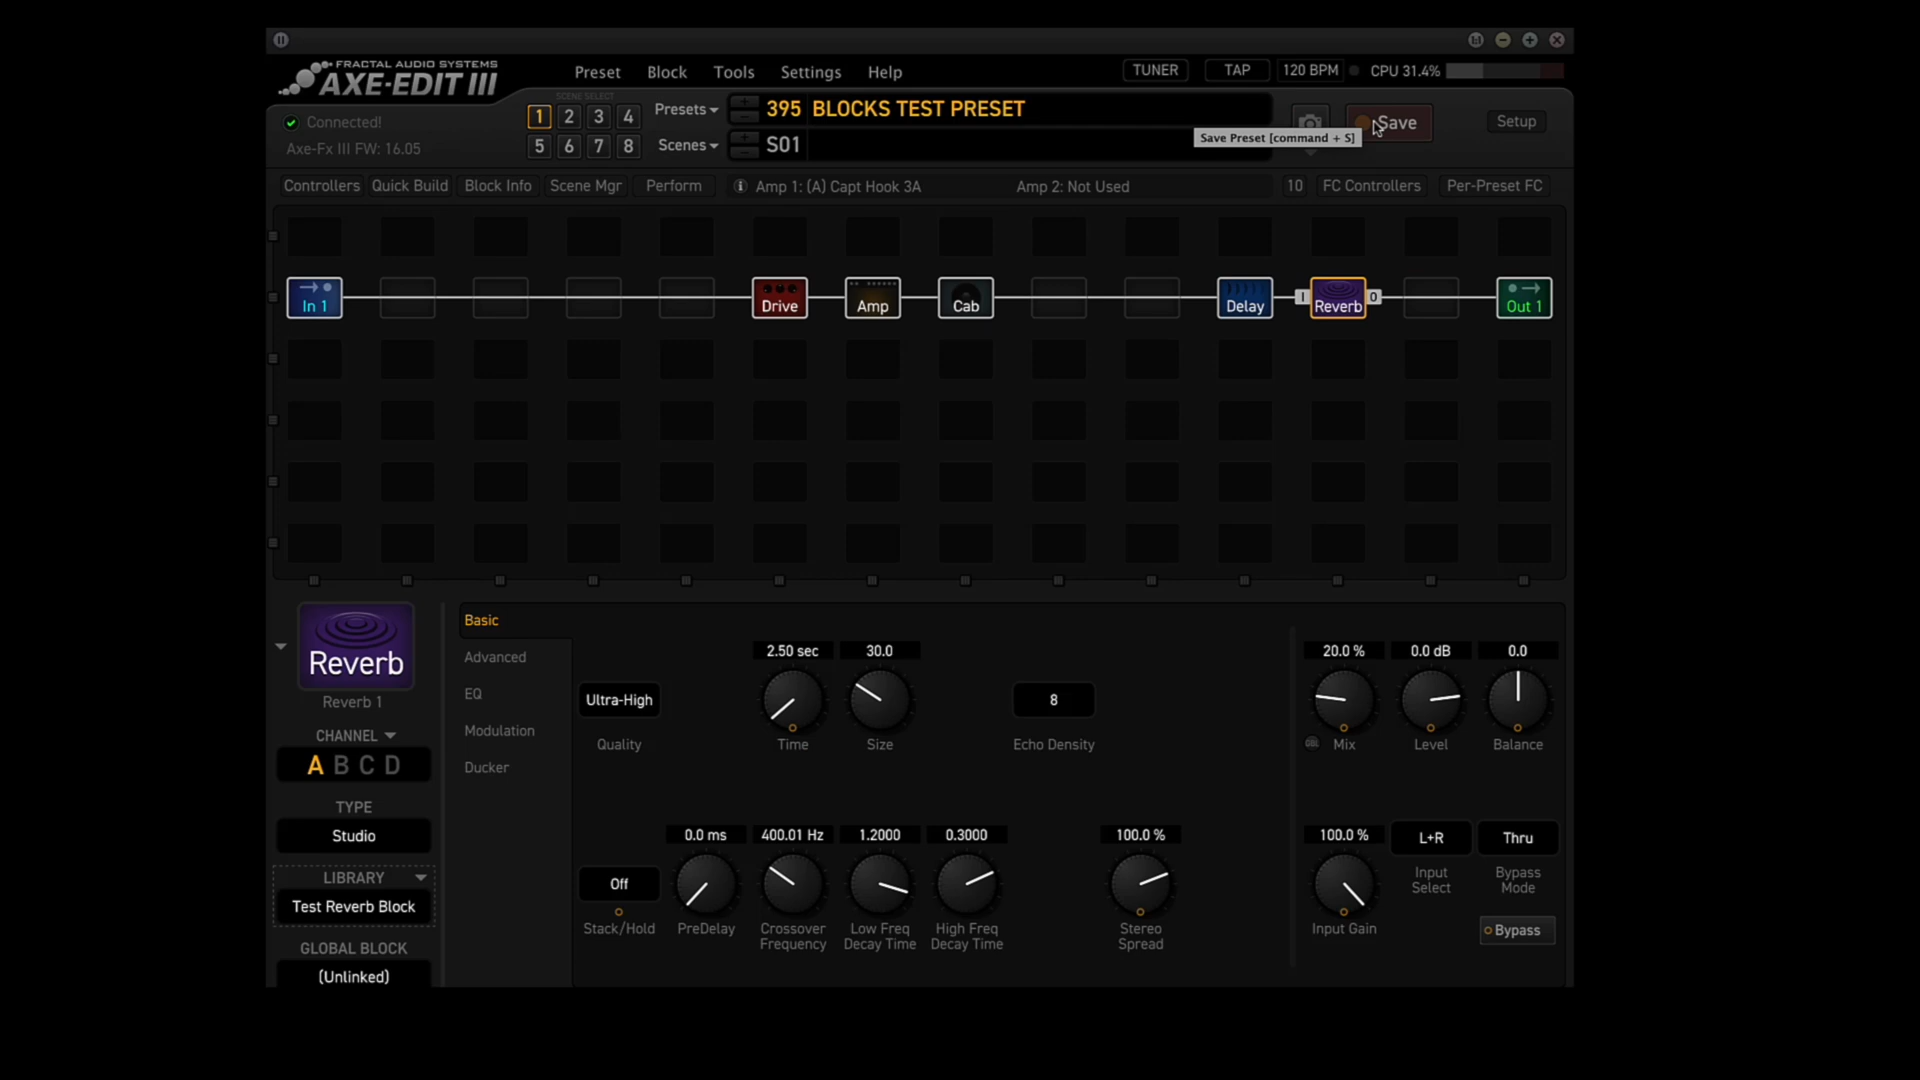 FRACTAL AUDIO SYSTEMS
AXE-EDIT III
Preset Block Tools Settings Help
TUNER TAP 120 BPM CPU 31.4%
SCENE SELECT
1 2 3 4
5 6 7 8
Presets 395 BLOCKS TEST PRESET
Scenes S01
Save
Save Preset [command + S]
Setup
Connected!
Axe-Fx III FW: 16.05
Controllers Quick Build Block Info Scene Mgr Perform
Amp 1: (A) Capt Hook 3A Amp 2: Not Used
10 FC Controllers Per-Preset FC
In 1 Drive Amp Cab Delay I Reverb O Out 1
Reverb
Reverb 1
CHANNEL
A B C D
TYPE
Studio
LIBRARY
Test Reverb Block
GLOBAL BLOCK
(Unlinked)
Basic
Advanced
EQ
Modulation
Ducker
2.50 sec 30.0 20.0 % 0.0 dB 0.0
Ultra-High 8
Quality Time Size Echo Density Mix Level Balance
0.0 ms 400.01 Hz 1.2000 0.3000 100.0 % 100.0 % L+R Thru
Off
Stack/Hold PreDelay Crossover Frequency Low Freq Decay Time High Freq Decay Time Stereo Spread Input Gain
Input Select Bypass Mode
Bypass